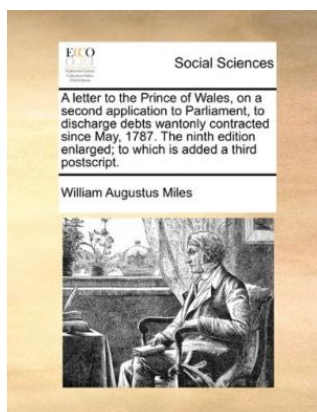 ECCO
Social Sciences
A letter to the Prince of Wales, on a
second application to Parliament, to
discharge debts wantonly contracted
since May, 1787. The ninth edition
enlarged; to which is added a third
postscript.
William Augustus Miles